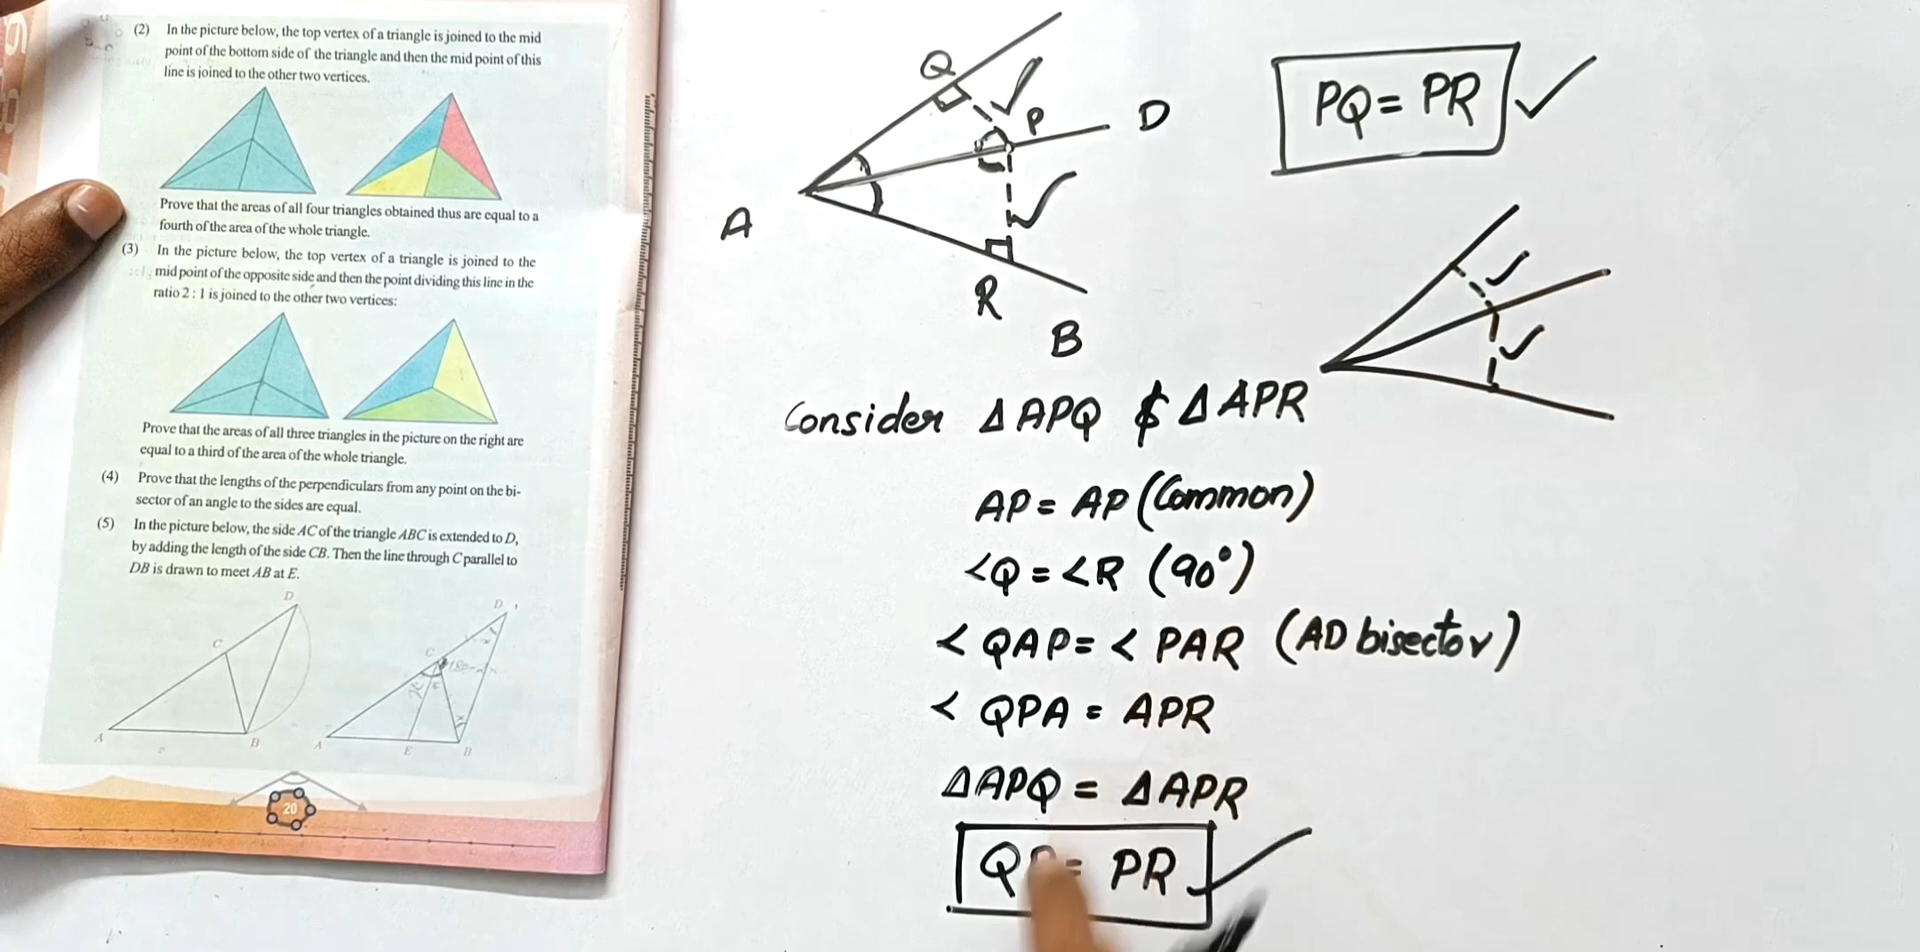 (2) In the picture below, the top vertex of a triangle is joined to the mid
point of the bottom side of the triangle and then the mid point of this
line is joined to the other two vertices.
Prove that the areas of all four triangles obtained thus are equal to a
fourth of the area of the whole triangle.
(3) In the picture below, the top vertex of a triangle is joined to the
mid point of the opposite side and then the point dividing this line in the
ratio 2 : 1 is joined to the other two vertices:
Prove that the areas of all three triangles in the picture on the right are
equal to a third of the area of the whole triangle.
(4) Prove that the lengths of the perpendiculars from any point on the bi-
sector of an angle to the sides are equal.
(5) In the picture below, the side AC of the triangle ABC is extended to D,
by adding the length of the side CB. Then the line through C parallel to
DB is drawn to meet AB at E.
D
C
A
B
D
C
A
E
B
20
Q
P
D
A
R
B
PQ = PR
Consider Δ APQ & Δ APR
AP = AP (Common)
<Q = <R (90°)
< QAP = < PAR (AD bisector)
< QPA = APR
Δ APQ = Δ APR
= PR